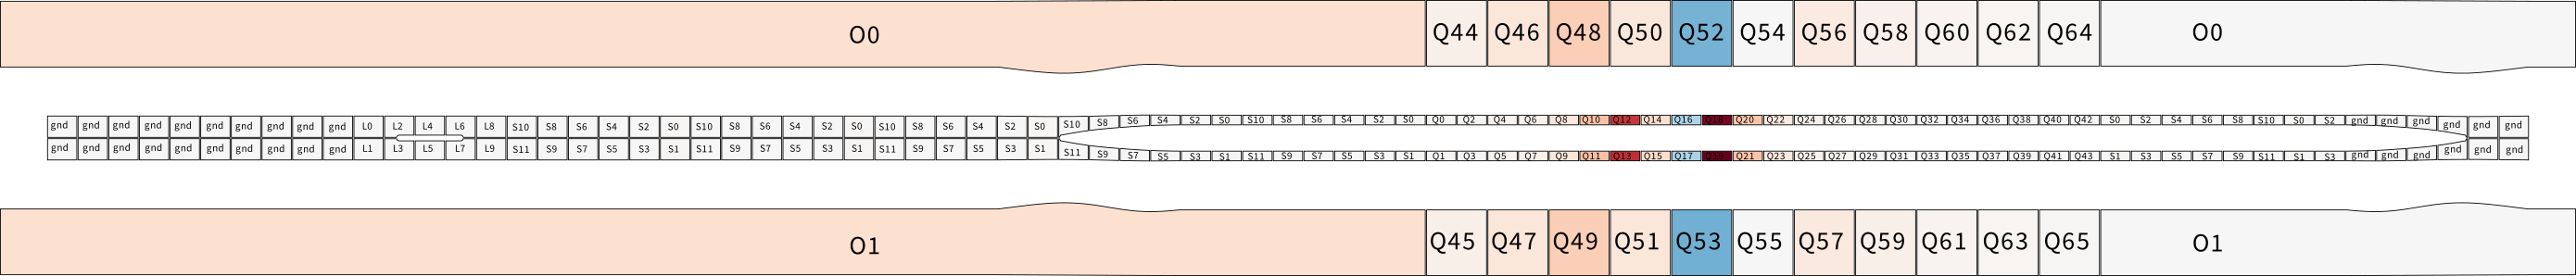 O0 Q44 Q46 Q48 Q50 Q52 Q54 Q56 Q58 Q60 Q62 Q64 O0
gnd gnd gnd gnd gnd gnd gnd gnd gnd gnd L0 L2 L4 L6 L8 S10 S8 S6 S4 S2 S0 S10 S8 S6 S4 S2 S0 S10 S8 S6 S4 S2 S0 S10 S8 S6 S4 S2 S0 S10 S8 S6 S4 S2 S0 Q0 Q2 Q4 Q6 Q8 Q10 Q12 Q14 Q16 Q18 Q20 Q22 Q24 Q26 Q28 Q30 Q32 Q34 Q36 Q38 Q40 Q42 S0 S2 S4 S6 S8 S10 S0 S2 gnd gnd gnd gnd gnd gnd
gnd gnd gnd gnd gnd gnd gnd gnd gnd gnd L1 L3 L5 L7 L9 S11 S9 S7 S5 S3 S1 S11 S9 S7 S5 S3 S1 S11 S9 S7 S5 S3 S1 S11 S9 S7 S5 S3 S1 S11 S9 S7 S5 S3 S1 Q1 Q3 Q5 Q7 Q9 Q11 Q13 Q15 Q17 Q19 Q21 Q23 Q25 Q27 Q29 Q31 Q33 Q35 Q37 Q39 Q41 Q43 S1 S3 S5 S7 S9 S11 S1 S3 gnd gnd gnd gnd gnd gnd
O1 Q45 Q47 Q49 Q51 Q53 Q55 Q57 Q59 Q61 Q63 Q65 O1